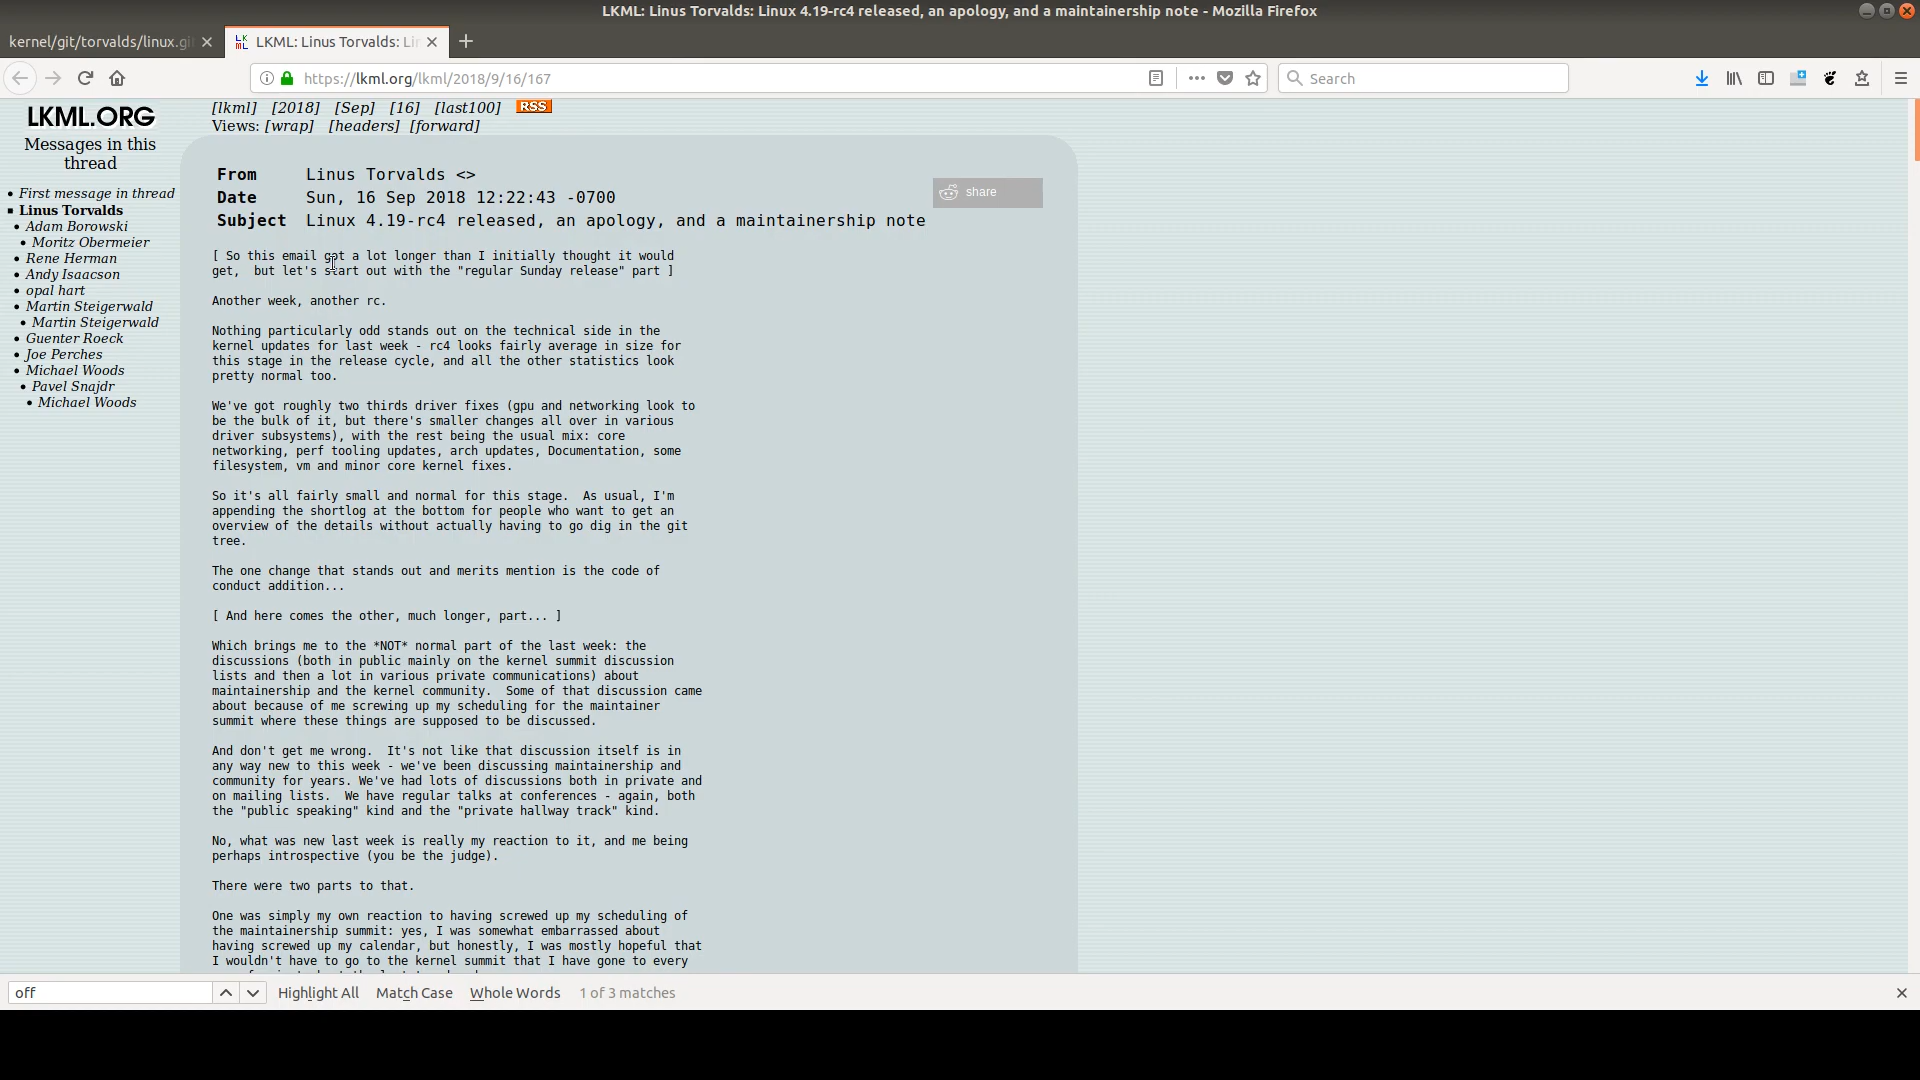 LKML: Linus Torvalds: Linux 4.19-rc4 released, an apology, and a maintainership note - Mozilla Firefox
kernel/git/torvalds/linux.gi
LKML: Linus Torvalds: Li
https://lkml.org/lkml/2018/9/16/167
Search
LKML.ORG
Messages in this
thread
First message in thread
Linus Torvalds
Adam Borowski
Moritz Obermeier
Rene Herman
Andy Isaacson
opal hart
Martin Steigerwald
Martin Steigerwald
Guenter Roeck
Joe Perches
Michael Woods
Pavel Snajdr
Michael Woods
[lkml] [2018] [Sep] [16] [last100] RSS
Views: [wrap] [headers] [forward]
From Linus Torvalds <>
Date Sun, 16 Sep 2018 12:22:43 -0700
Subject Linux 4.19-rc4 released, an apology, and a maintainership note
share
[ So this email got a lot longer than I initially thought it would
get,  but let's start out with the "regular Sunday release" part ]
Another week, another rc.
Nothing particularly odd stands out on the technical side in the
kernel updates for last week - rc4 looks fairly average in size for
this stage in the release cycle, and all the other statistics look
pretty normal too.
We've got roughly two thirds driver fixes (gpu and networking look to
be the bulk of it, but there's smaller changes all over in various
driver subsystems), with the rest being the usual mix: core
networking, perf tooling updates, arch updates, Documentation, some
filesystem, vm and minor core kernel fixes.
So it's all fairly small and normal for this stage.  As usual, I'm
appending the shortlog at the bottom for people who want to get an
overview of the details without actually having to go dig in the git
tree.
The one change that stands out and merits mention is the code of
conduct addition...
[ And here comes the other, much longer, part... ]
Which brings me to the *NOT* normal part of the last week: the
discussions (both in public mainly on the kernel summit discussion
lists and then a lot in various private communications) about
maintainership and the kernel community.  Some of that discussion came
about because of me screwing up my scheduling for the maintainer
summit where these things are supposed to be discussed.
And don't get me wrong.  It's not like that discussion itself is in
any way new to this week - we've been discussing maintainership and
community for years. We've had lots of discussions both in private and
on mailing lists.  We have regular talks at conferences - again, both
the "public speaking" kind and the "private hallway track" kind.
No, what was new last week is really my reaction to it, and me being
perhaps introspective (you be the judge).
There were two parts to that.
One was simply my own reaction to having screwed up my scheduling of
the maintainership summit: yes, I was somewhat embarrassed about
having screwed up my calendar, but honestly, I was mostly hopeful that
I wouldn't have to go to the kernel summit that I have gone to every
off
Highlight All Match Case Whole Words 1 of 3 matches